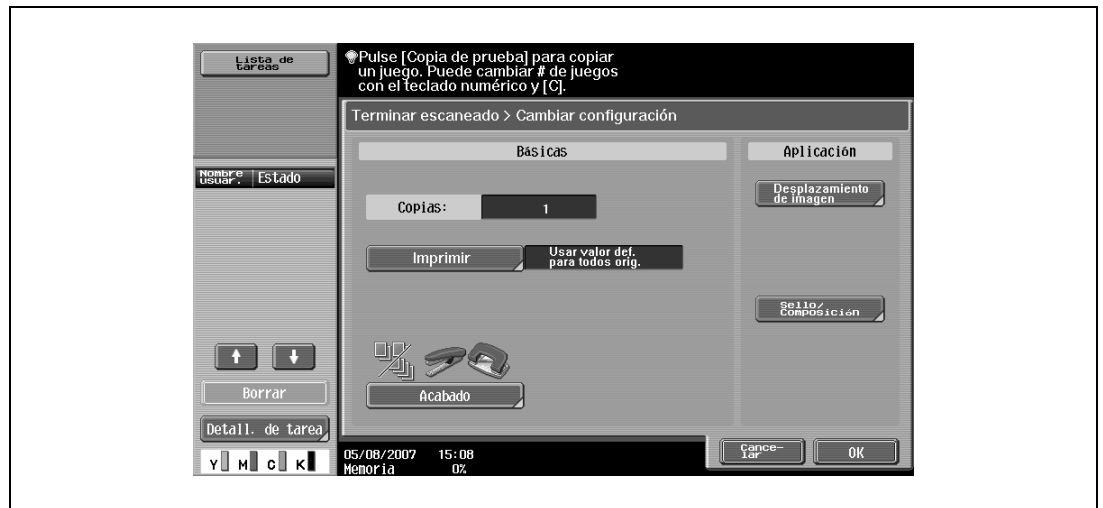 Lista de
tareas
Pulse [Copia de prueba] para copiar
un juego. Puede cambiar # de juegos
con el teclado numérico y [C].
Terminar escaneado > Cambiar configuración
Básicas
Aplicación
Nombre
usuar.
Estado
Desplazamiento
de imagen
Copias:
1
Imprimir
Usar valor def.
para todos orig.
Sello/
Composición
Borrar
Acabado
Detall. de tarea
Cance-
lar
OK
05/08/2007 15:08
Memoria 0%
Y M C K